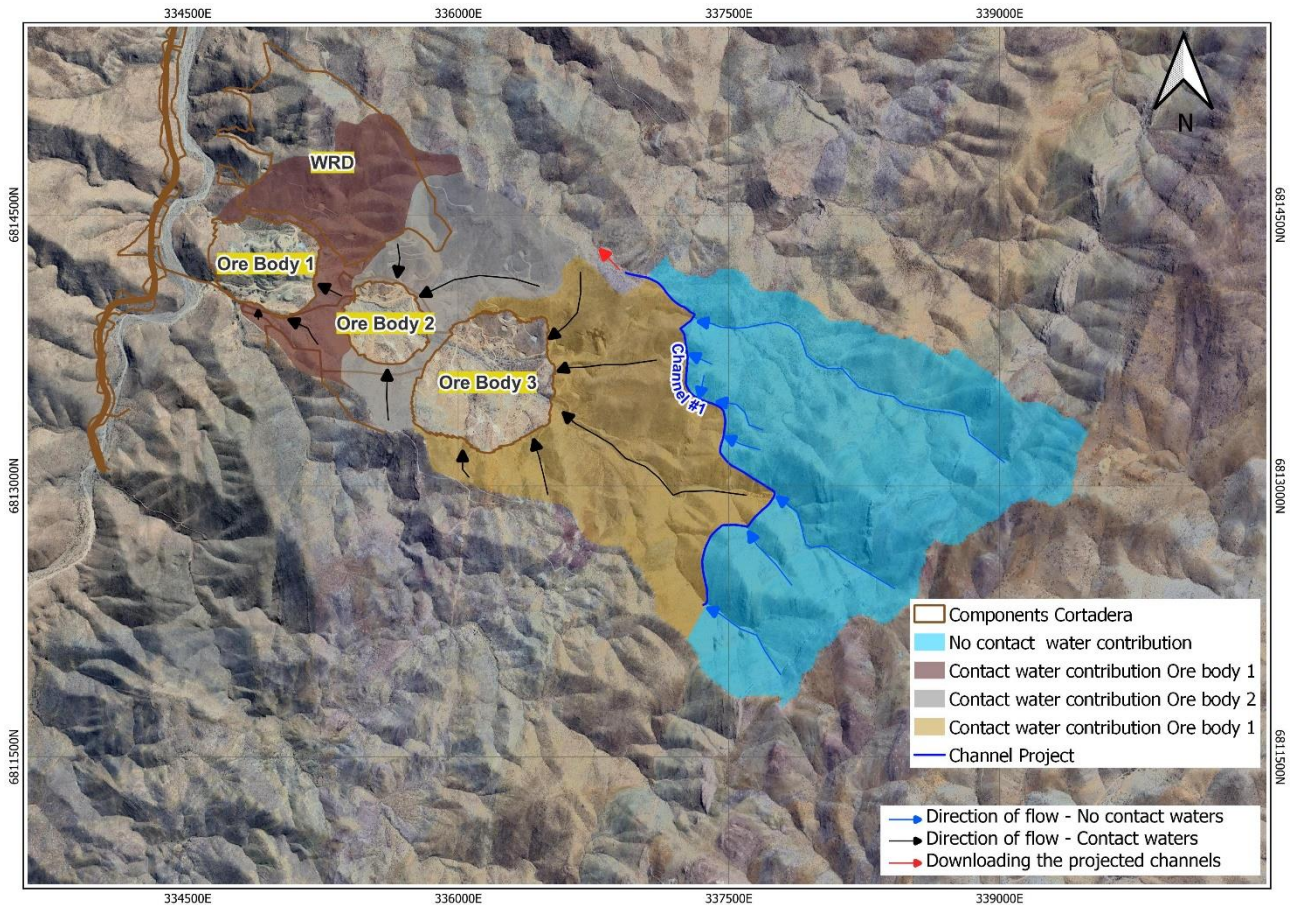 334500E 336000E 337500E 339000E
N
WRD
6814500N 6814500N
Ore Body 1
Ore Body 2
Channel #1
Ore Body 3
6813000N 6813000N
Components Cortadera
No contact water contribution
Contact water contribution Ore body 1
Contact water contribution Ore body 2
Contact water contribution Ore body 1
Channel Project
6811500N 6811500N
Direction of flow - No contact waters
Direction of flow - Contact waters
Downloading the projected channels
334500E 336000E 337500E 339000E